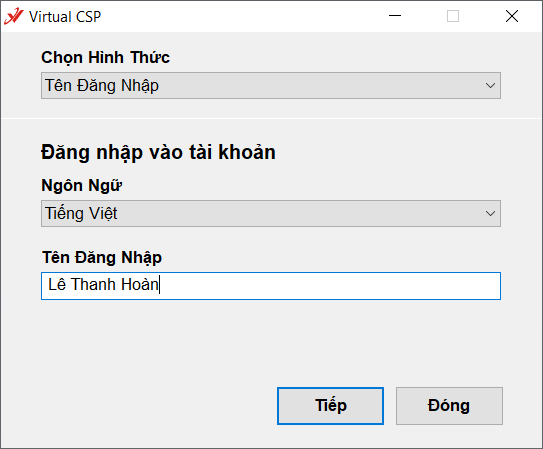 Virtual CSP
Chọn Hình Thức
Tên Đăng Nhập
Đăng nhập vào tài khoản
Ngôn Ngữ
Tiếng Việt
Tên Đăng Nhập
Lê Thanh Hoàn
Tiếp Đóng